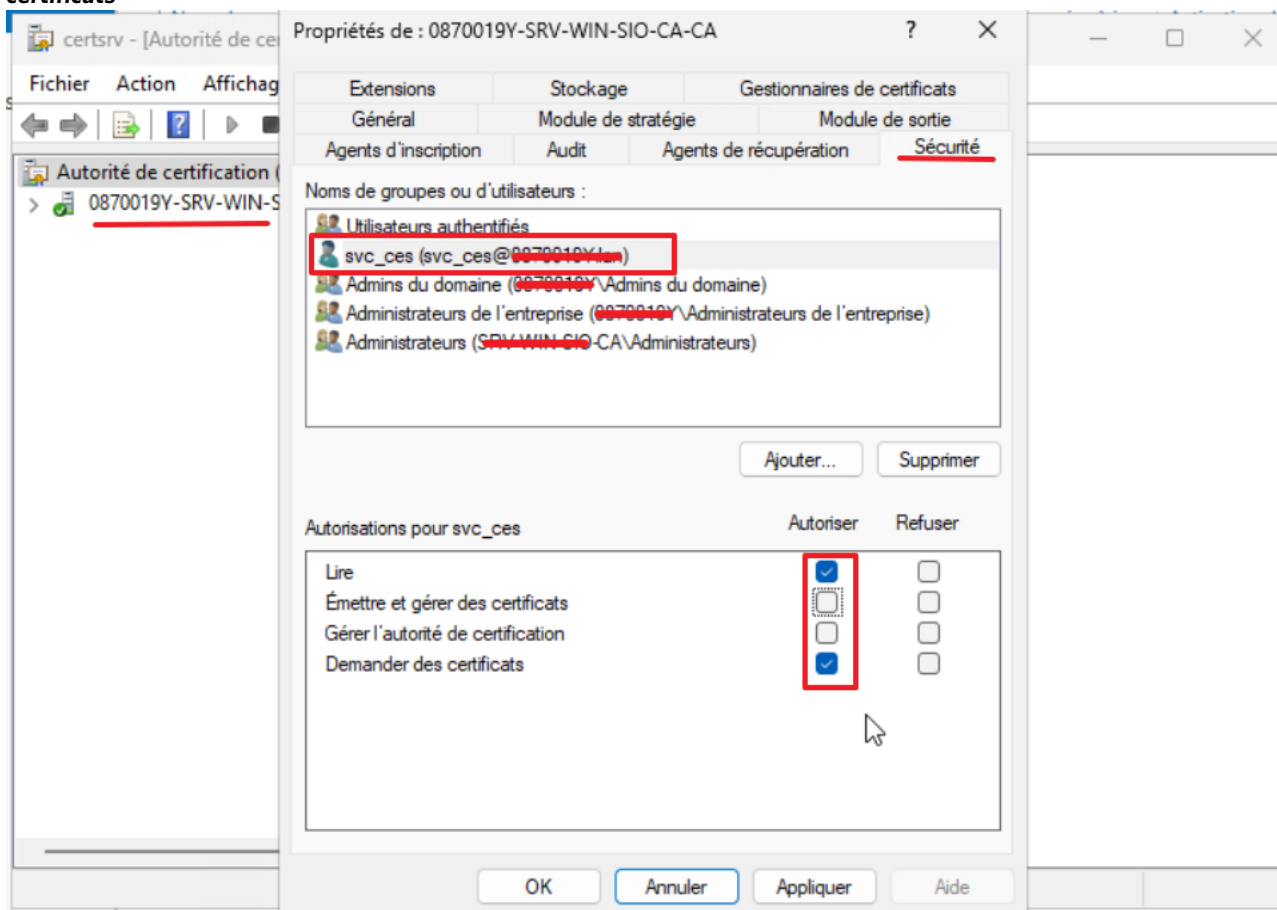 certificats
certsrv - [Autorité de cer
Propriétés de : 0870019Y-SRV-WIN-SIO-CA-CA
Fichier Action Affichag
Extensions Stockage Gestionnaires de certificats
Général Module de stratégie Module de sortie
Agents d'inscription Audit Agents de récupération Sécurité
Autorité de certification (
0870019Y-SRV-WIN-S
Noms de groupes ou d'utilisateurs :
Utilisateurs authentifiés
svc_ces (svc_ces@)
Admins du domaine (\Admins du domaine)
Administrateurs de l'entreprise (\Administrateurs de l'entreprise)
Administrateurs (-CA\Administrateurs)
Ajouter... Supprimer
Autorisations pour svc_ces Autoriser Refuser
Lire
Émettre et gérer des certificats
Gérer l'autorité de certification
Demander des certificats
OK Annuler Appliquer Aide